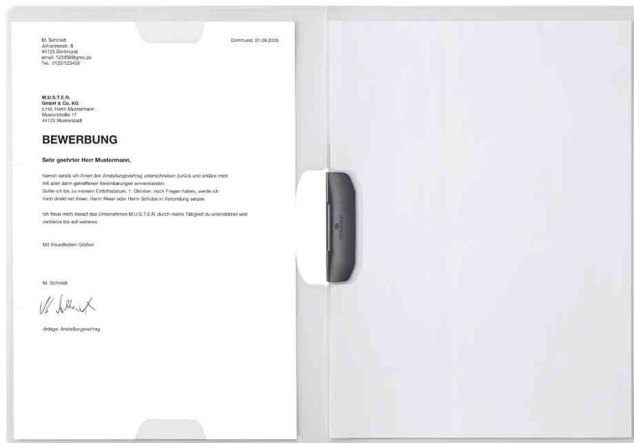 M. Schmidt
Johannesstr. 8
44123 Dortmund
email: 123456@gmx.de
Tel.: 0123/123456
Dortmund, 01.09.2009
M.U.S.T.E.R.
GmbH & Co. KG
z.Hd. Herrn Mustermann
Musterstraße 17
44123 Musterstadt
BEWERBUNG
Sehr geehrter Herr Mustermann,
hiermit sende ich Ihnen den Anstellungsvertrag unterschrieben zurück und erkläre mich
mit allen darin getroffenen Vereinbarungen einverstanden.
Sollte ich bis zu meinem Eintrittsdatum, 1. Oktober, noch Fragen haben, werde ich
mich direkt mit Ihnen, Herrn Meier oder Herrn Schulze in Verbindung setzen.
Ich freue mich darauf das Unternehmen M.U.S.T.E.R. durch meine Tätigkeit zu unterstützen und
verbleibe bis auf weiteres.
Mit freundlichen Grüßen
M. Schmidt
Anlage: Anstellungsvertrag